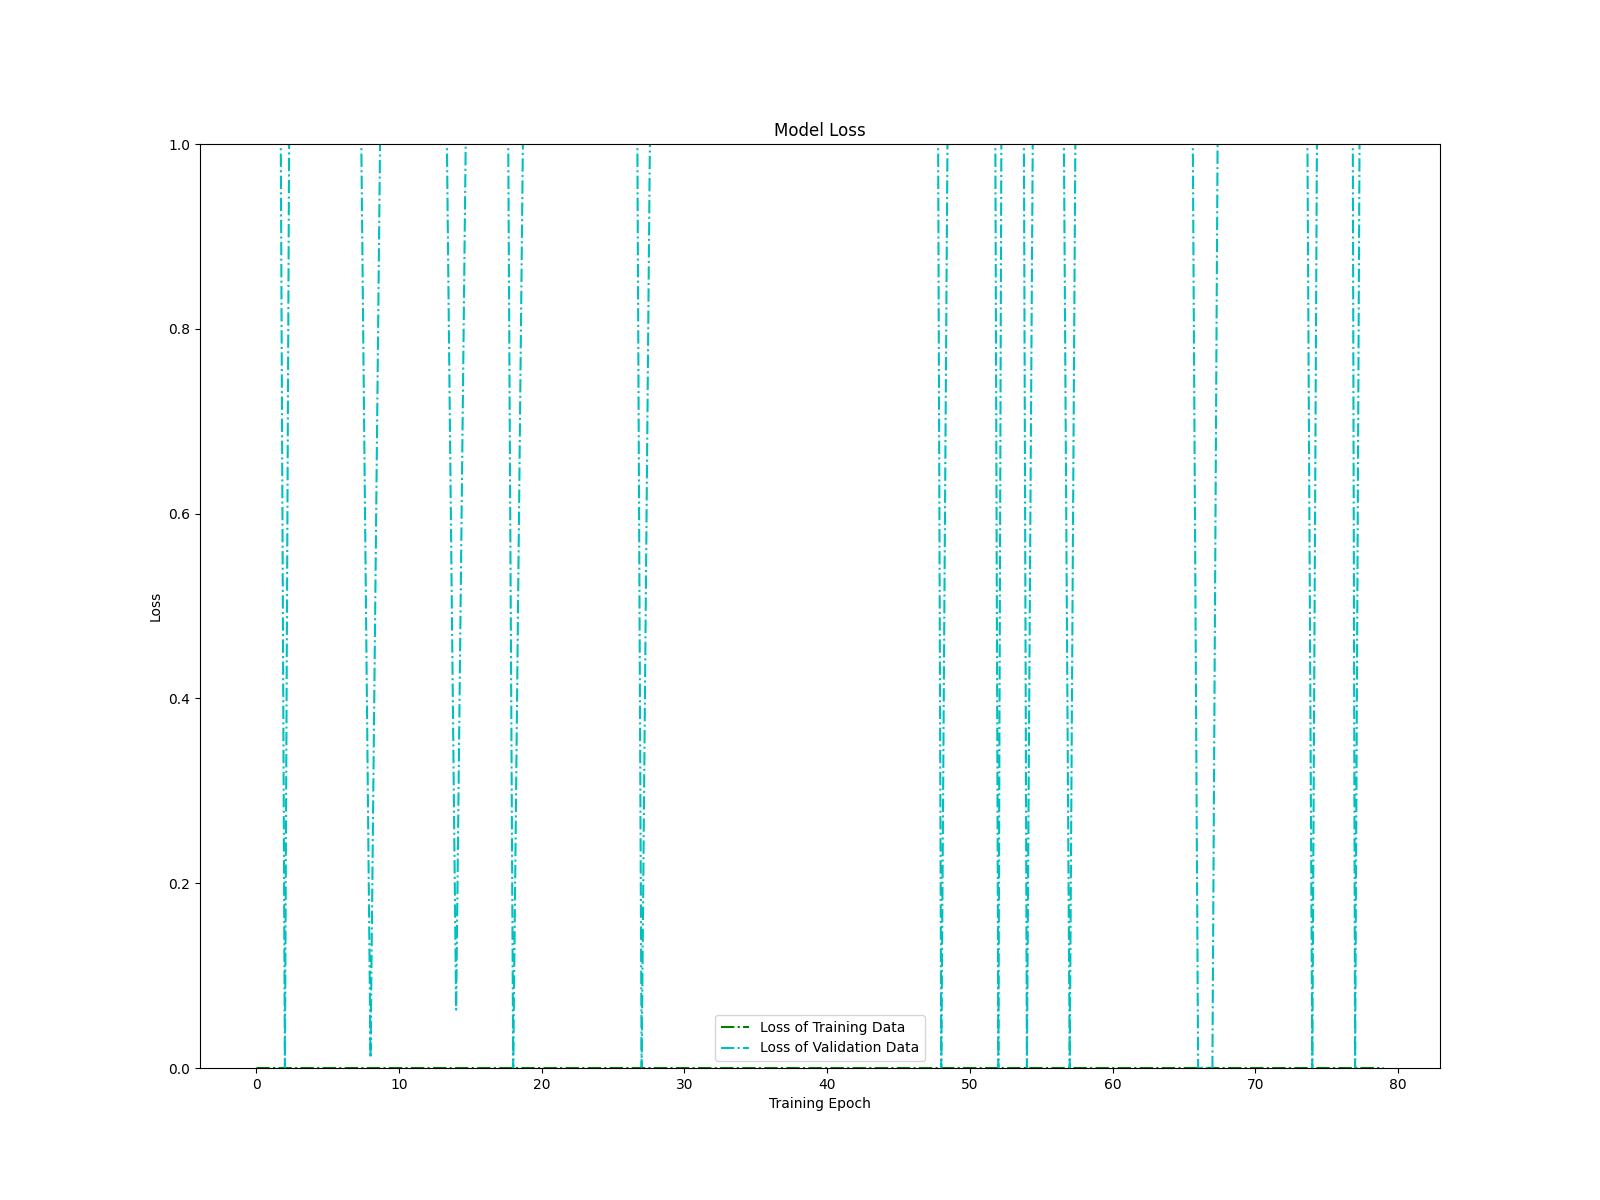 Model Loss
1.0
0.8
0.6
0.4
0.2
0.0
Loss
Loss of Training Data
Loss of Validation Data
0 10 20 30 40 50 60 70 80
Training Epoch